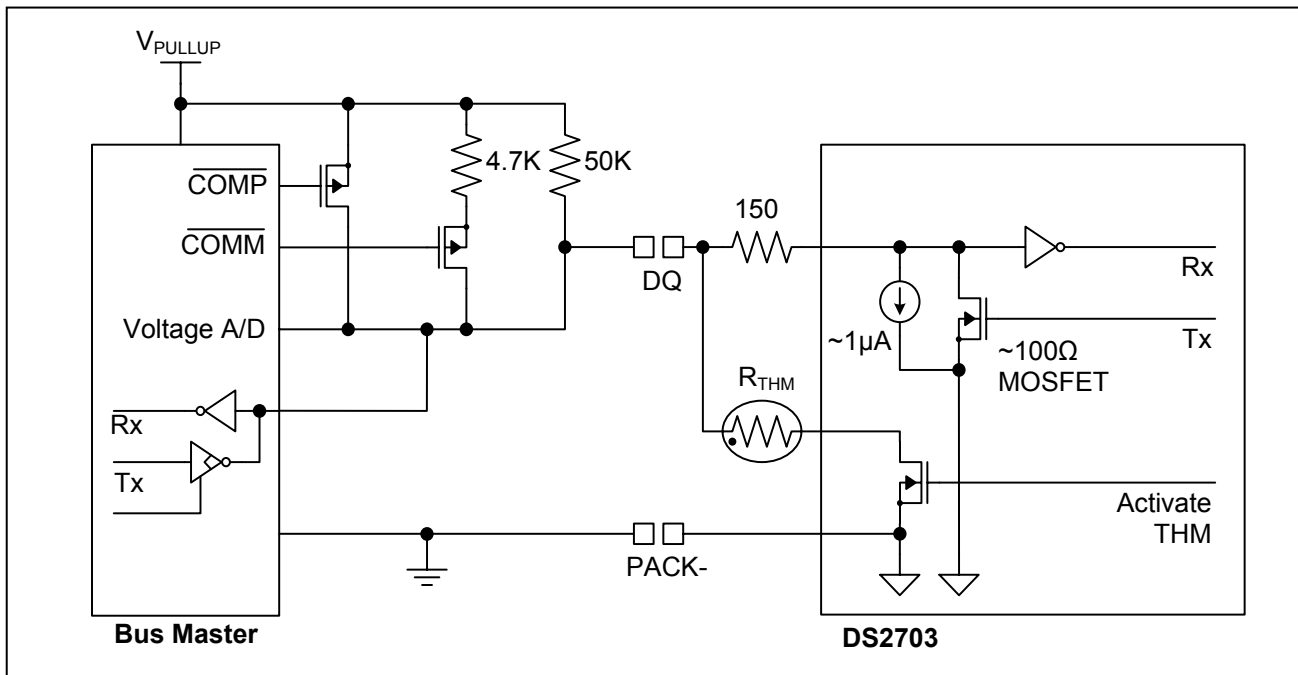 VPULLUP
COMP
4.7K
50K
COMM
150
DQ
Rx
Voltage A/D
~1µA
Tx
~100Ω
MOSFET
RTHM
Rx
Tx
Activate
THM
PACK-
Bus Master
DS2703